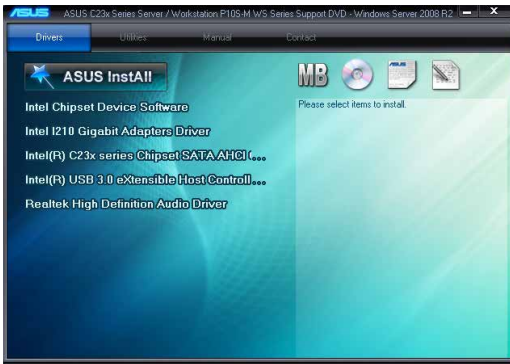 ASUS ASUS C23x Series Server / Workstation P10S-M WS Series Support DVD - Windows Server 2008 R2
Drivers Utilities Manual Contact
ASUS InstAll
MB
Please select items to install.
Intel Chipset Device Software
Intel I210 Gigabit Adapters Driver
Intel(R) C23x series Chipset SATA AHCI (...
Intel(R) USB 3.0 eXtensible Host Controll...
Realtek High Definition Audio Driver